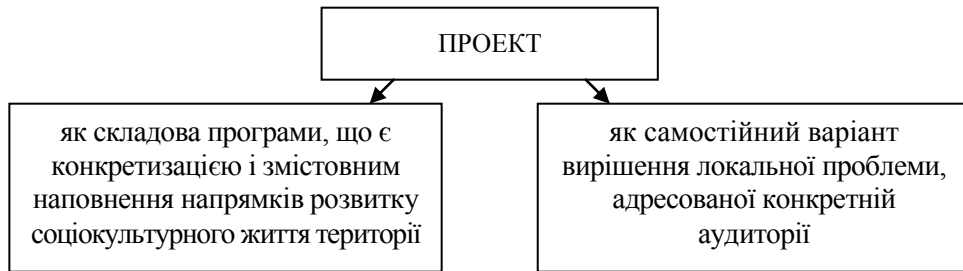 ПРОЕКТ
як складова програми, що є
конкретизацією і змістовним
наповнення напрямків розвитку
соціокультурного життя території
як самостійний варіант
вирішення локальної проблеми,
адресованої конкретній
аудиторії